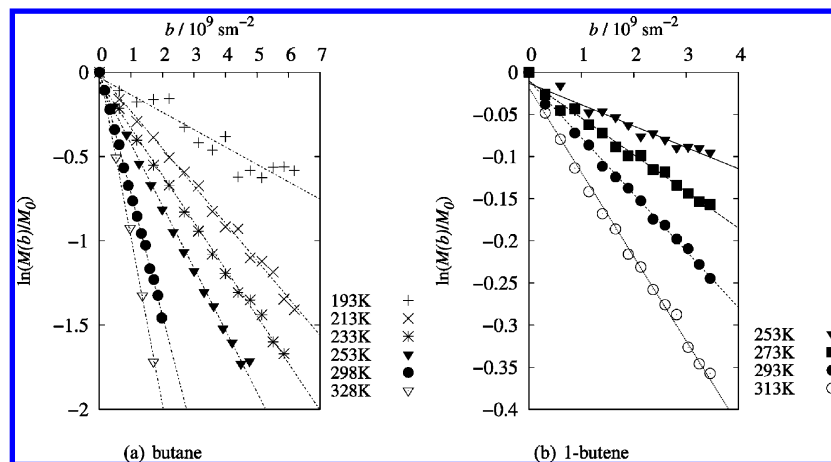 b / 10⁹ sm⁻²
0 1 2 3 4 5 6 7
0
−0.5
−1
−1.5
−2
ln(M(b)/M₀)
193K
213K
233K
253K
298K
328K
(a) butane
b / 10⁹ sm⁻²
0 1 2 3 4
0
−0.05
−0.1
−0.15
−0.2
−0.25
−0.3
−0.35
−0.4
ln(M(b)/M₀)
253K
273K
293K
313K
(b) 1-butene